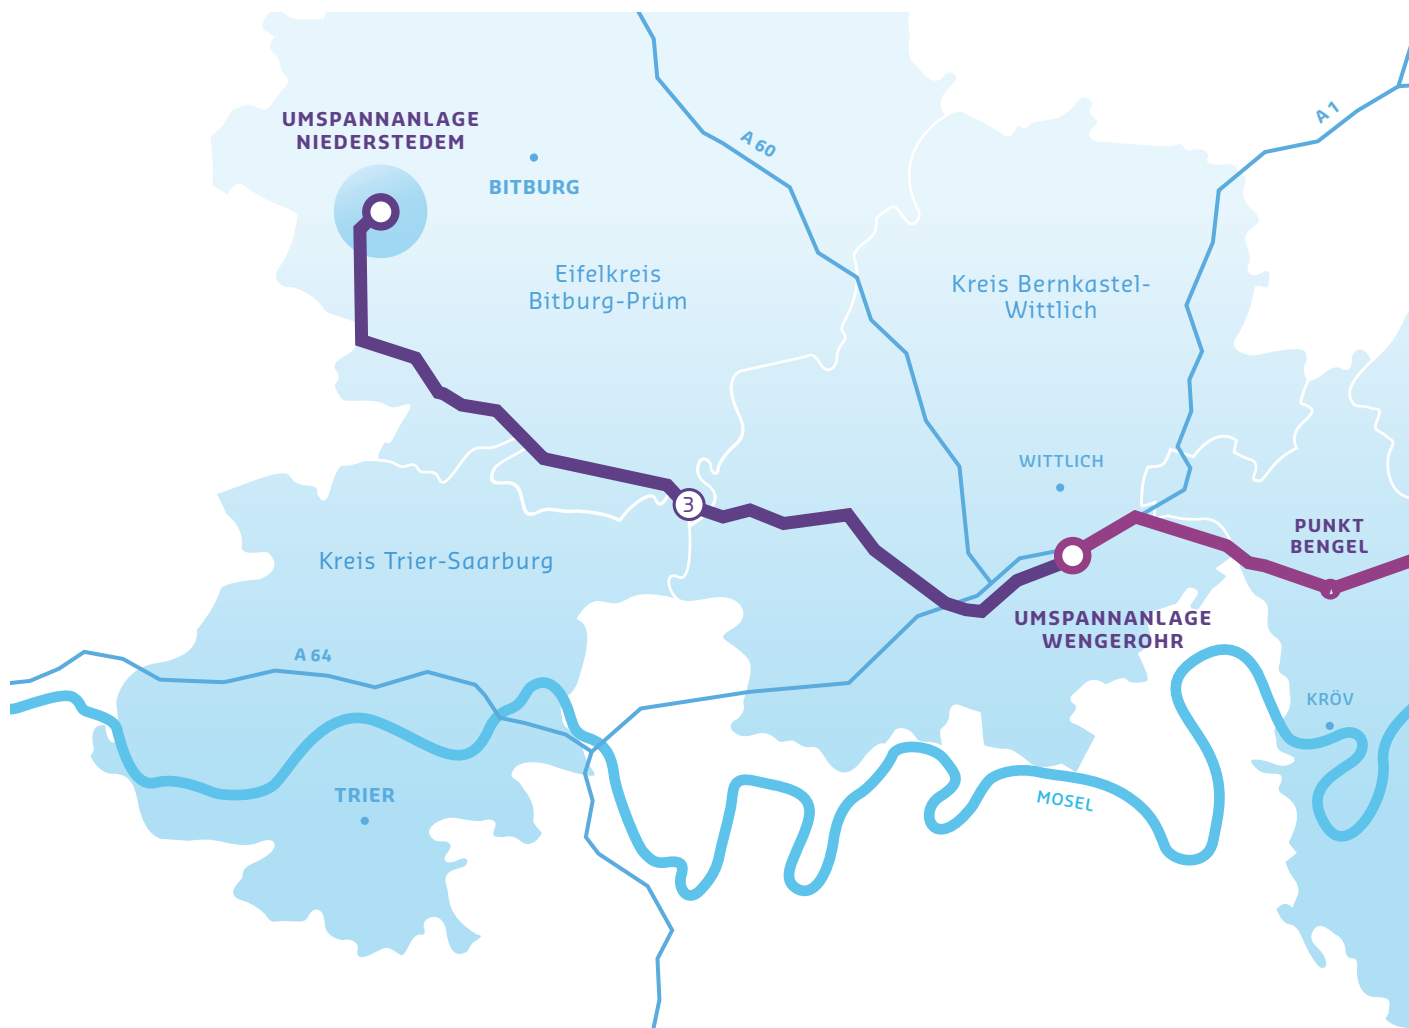 UMSPANNANLAGE
NIEDERSTEDEM
BITBURG
A 60
A 1
Eifelkreis
Bitburg-Prüm
Kreis Bernkastel-
Wittlich
WITTLICH
3
PUNKT
BENGEL
Kreis Trier-Saarburg
UMSPANNANLAGE
WENGEROHR
A 64
KRÖV
TRIER
MOSEL